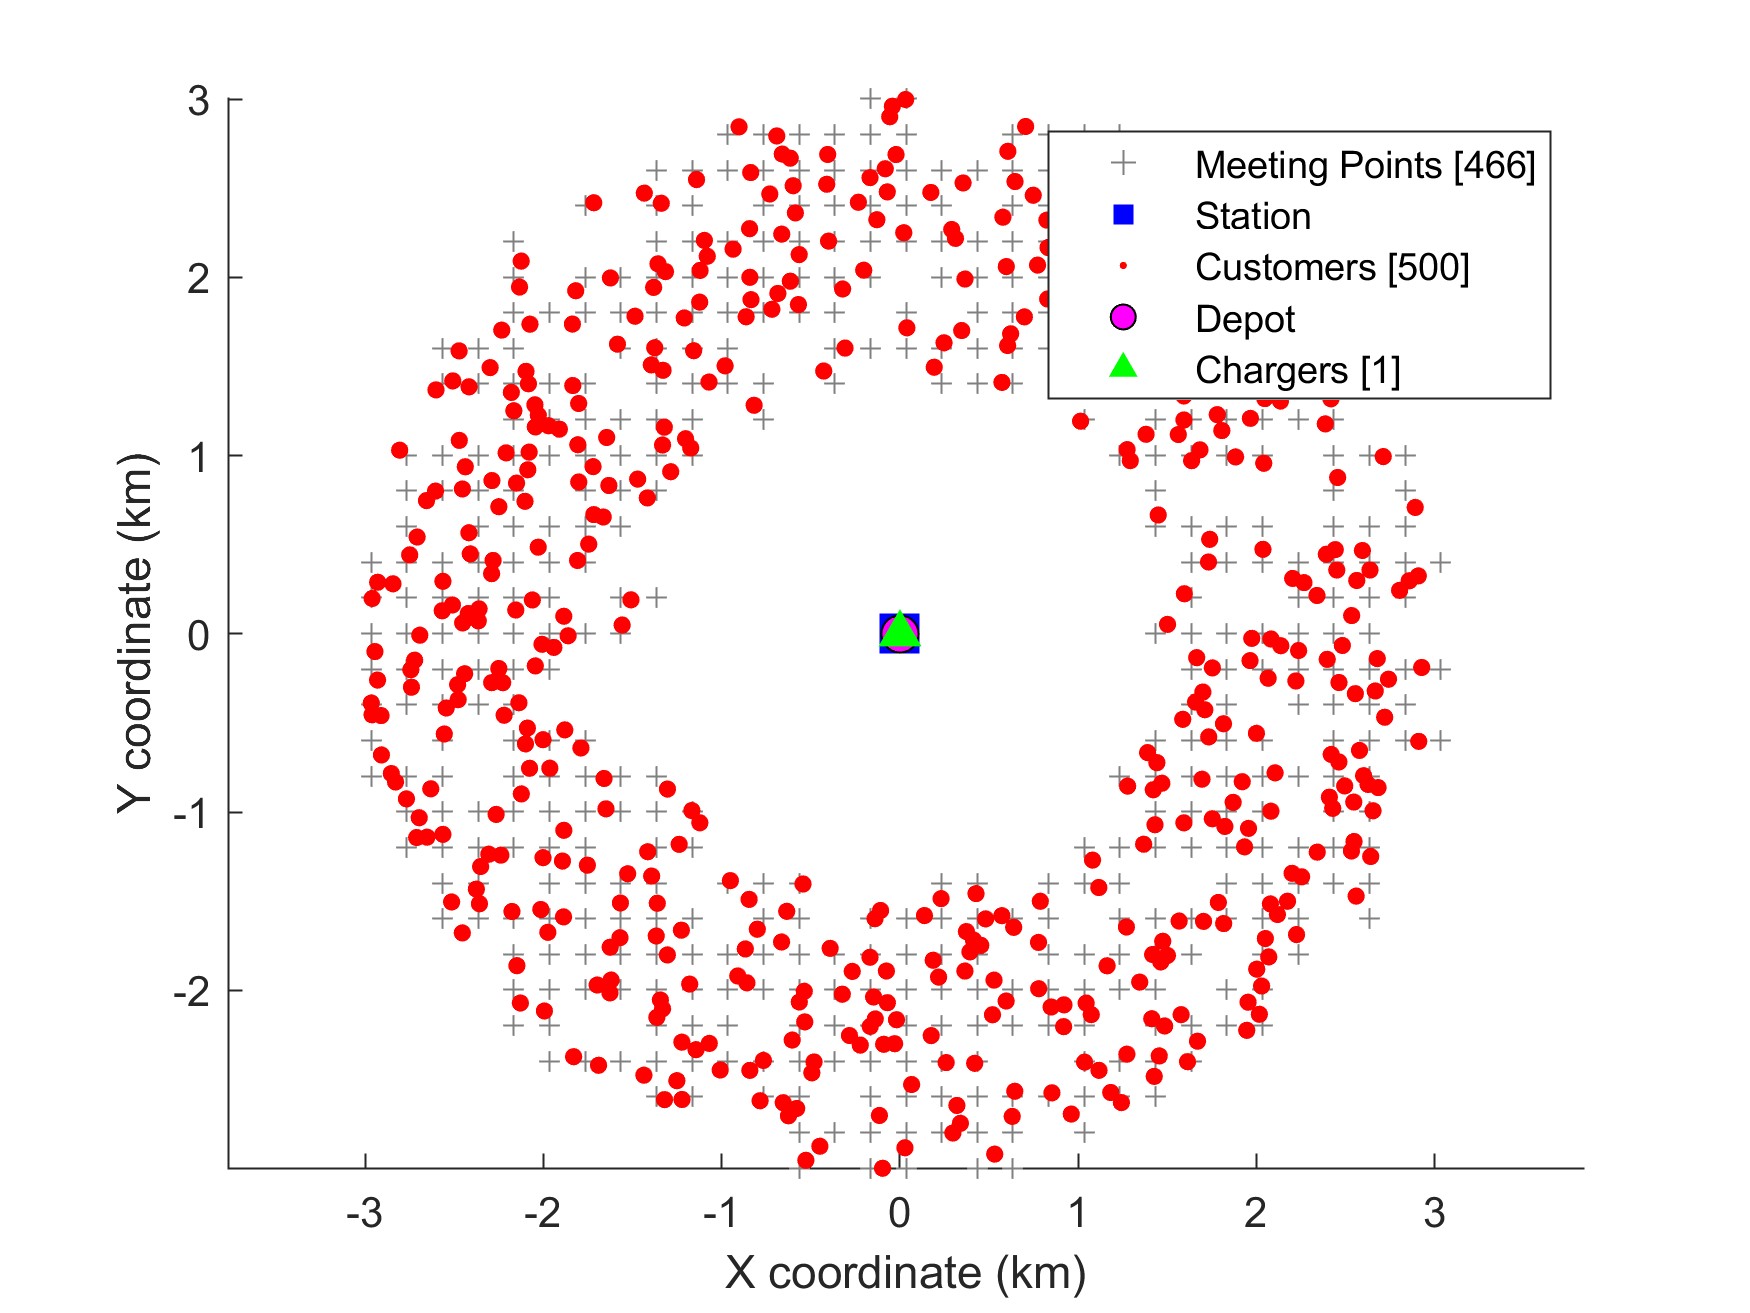 3
2
1
0
-1
-2
Y coordinate (km)
Meeting Points [466]
Station
Customers [500]
Depot
Chargers [1]
-3 -2 -1 0 1 2 3
X coordinate (km)